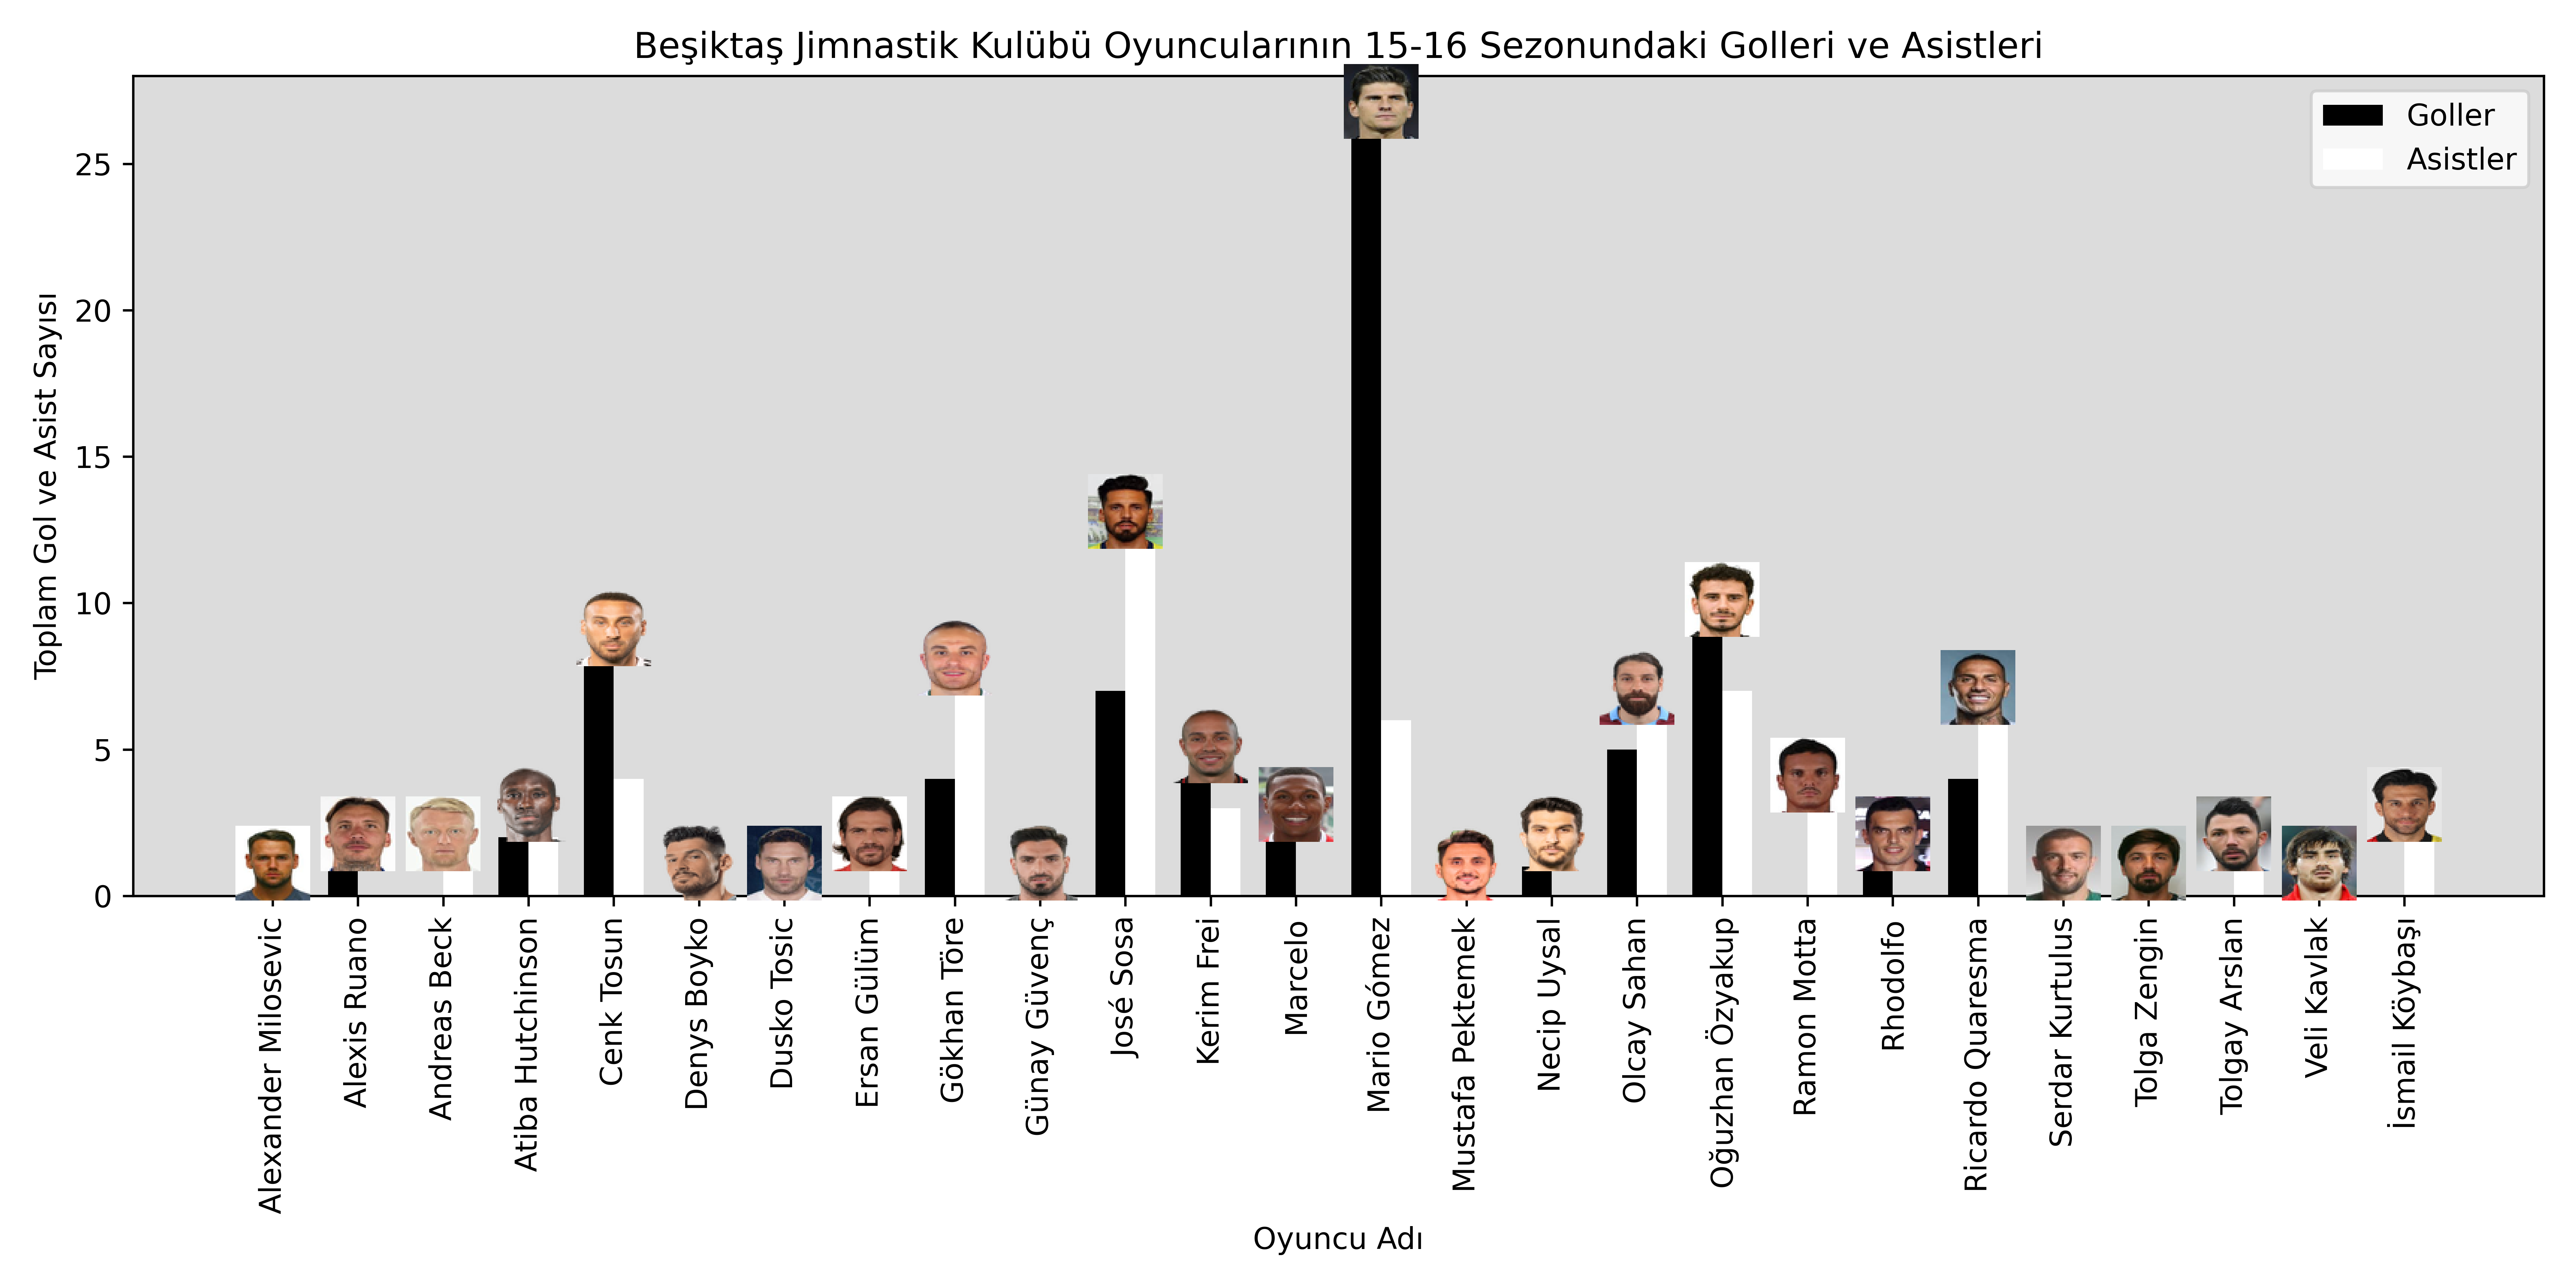 Beşiktaş Jimnastik Kulübü Oyuncularının 15-16 Sezonundaki Golleri ve Asistleri
Goller
Asistler
Toplam Gol ve Asist Sayısı
25
20
15
10
5
0
Alexander Milosevic
Alexis Ruano
Andreas Beck
Atiba Hutchinson
Cenk Tosun
Denys Boyko
Dusko Tosic
Ersan Gülüm
Gökhan Töre
Günay Güvenç
José Sosa
Kerim Frei
Marcelo
Mario Gómez
Mustafa Pektemek
Necip Uysal
Olcay Sahan
Oğuzhan Özyakup
Ramon Motta
Rhodolfo
Ricardo Quaresma
Serdar Kurtulus
Tolga Zengin
Tolgay Arslan
Veli Kavlak
İsmail Köybaşı
Oyuncu Adı